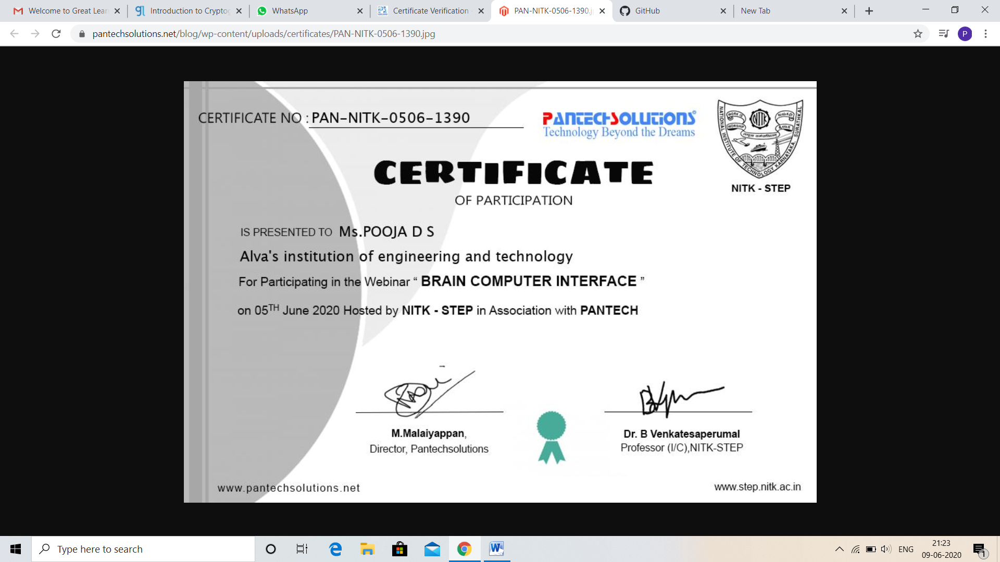 Welcome to Great Lear
Introduction to Cryptog
WhatsApp
Certificate Verification
PAN-NITK-0506-1390.j
GitHub
New Tab
pantechsolutions.net/blog/wp-content/uploads/certificates/PAN-NITK-0506-1390.jpg
P
CERTIFICATE NO : PAN-NITK-0506-1390
PANTECHSOLUTIONS®
Technology Beyond the Dreams
NATIONAL INSTITUTE OF TECHNOLOGY KARNATAKA, SURATHKAL
WORK IS
WORSHIP
NITK
NITK - STEP
CERTIFICATE
OF PARTICIPATION
IS PRESENTED TO Ms.POOJA D S
Alva's institution of engineering and technology
For Participating in the Webinar “ BRAIN COMPUTER INTERFACE ”
on 05TH June 2020 Hosted by NITK - STEP in Association with PANTECH
M.Malaiyappan,
Director, Pantechsolutions
Dr. B Venkatesaperumal
Professor (I/C),NITK-STEP
www.pantechsolutions.net
www.step.nitk.ac.in
Type here to search
ENG
21:23
09-06-2020
1